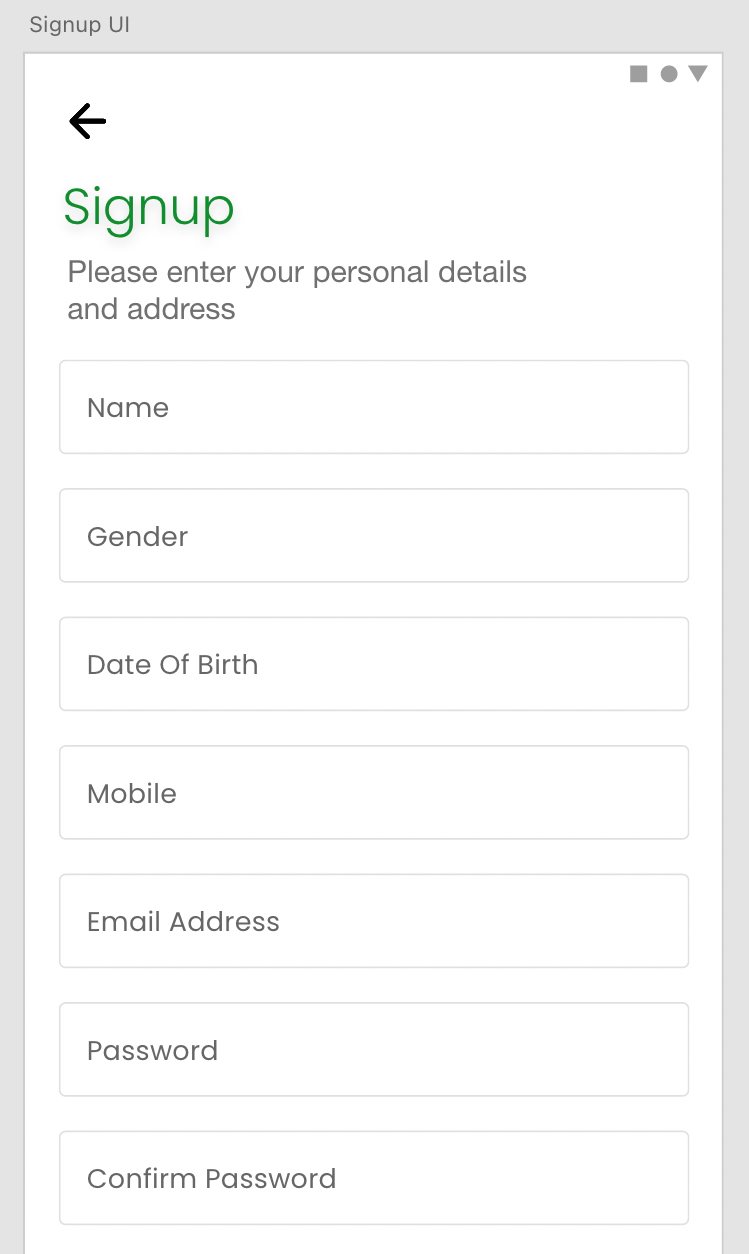 Signup UI
Signup
Please enter your personal details
and address
Name
Gender
Date Of Birth
Mobile
Email Address
Password
Confirm Password